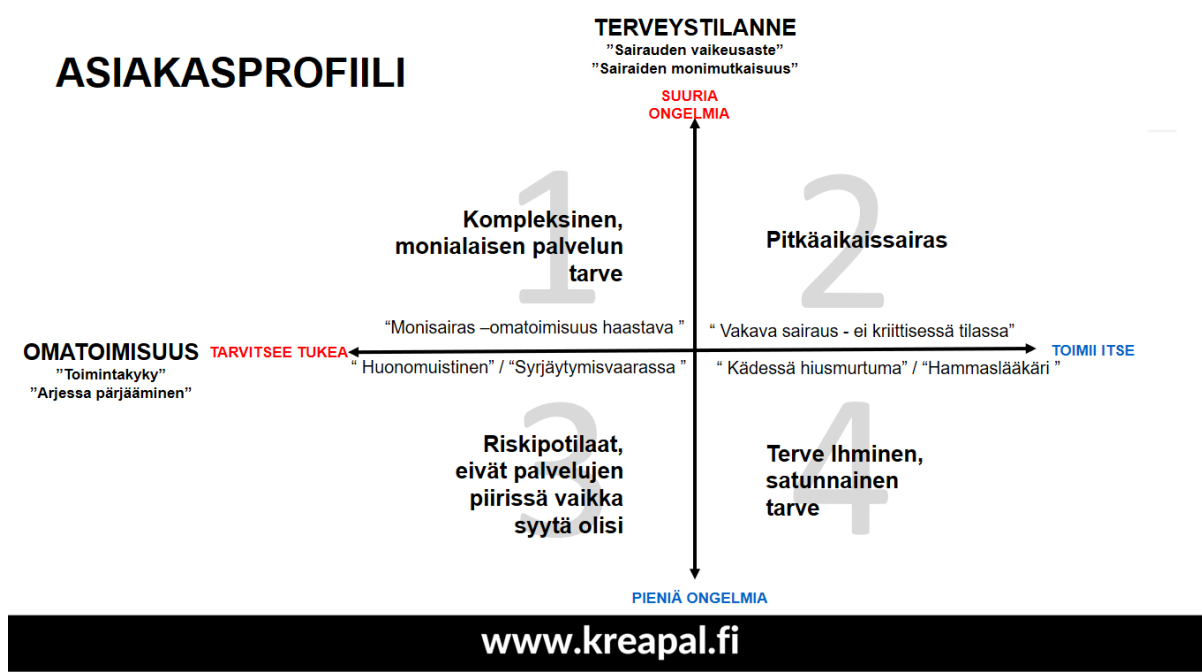 ASIAKASPROFIILI
TERVEYSTILANNE
”Sairauden vaikeusaste”
”Sairaiden monimutkaisuus”
SUURIA
ONGELMIA
1
Kompleksinen,
monialaisen palvelun
tarve
“Monisairas –omatoimisuus haastava ”
2
Pitkäaikaissairas
“ Vakava sairaus - ei kriittisessä tilassa”
OMATOIMISUUS
”Toimintakyky”
”Arjessa pärjääminen”
TARVITSEE TUKEA
TOIMII ITSE
“ Huonomuistinen” / “Syrjäytymisvaarassa ”
3
Riskipotilaat,
eivät palvelujen
piirissä vaikka
syytä olisi
“ Kädessä hiusmurtuma” / “Hammaslääkäri ”
4
Terve Ihminen,
satunnainen
tarve
PIENIÄ ONGELMIA
www.kreapal.fi